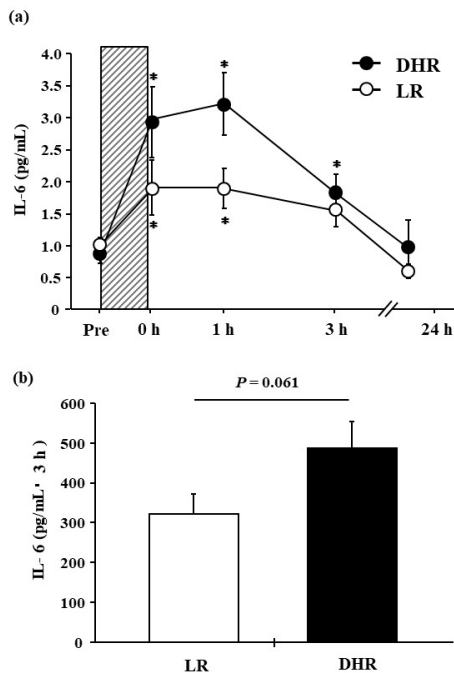 (a)
4.0
3.5
3.0
2.5
2.0
1.5
1.0
0.5
0
IL-6 (pg/mL)
DHR
LR
*
*
*
*
*
Pre 0 h 1 h 3 h 24 h
(b)
P = 0.061
600
500
400
300
200
100
0
IL- 6 (pg/mL· 3 h )
LR DHR